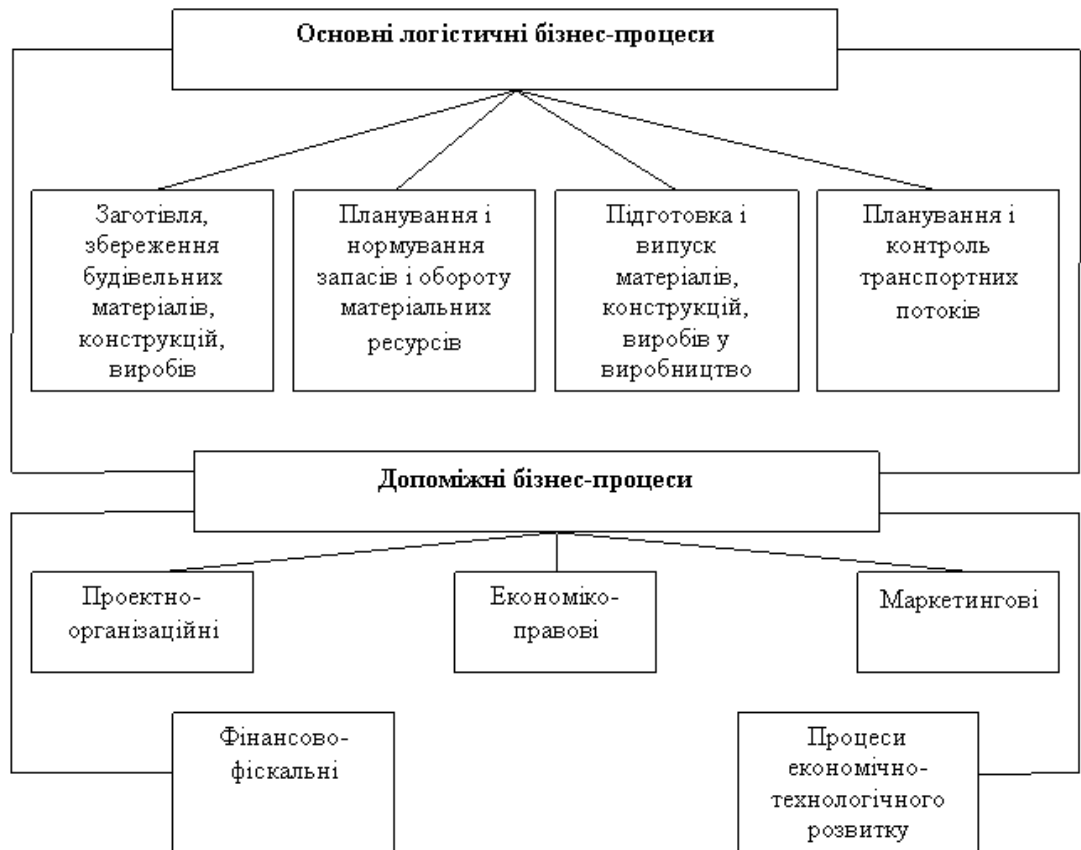 Основні логістичні бізнес-процеси
Заготівля,
збереження
будівельних
матеріалів,
конструкцій,
виробів
Планування і
нормування
запасів і обороту
матеріальних
ресурсів
Підготовка і
випуск
матеріалів,
конструкцій,
виробів у
виробництво
Планування і
контроль
транспортних
потоків
Допоміжні бізнес-процеси
Проектно-
організаційні
Економіко-
правові
Маркетингові
Фінансово-
фіскальні
Процеси
економічно-
технологічного
розвитку